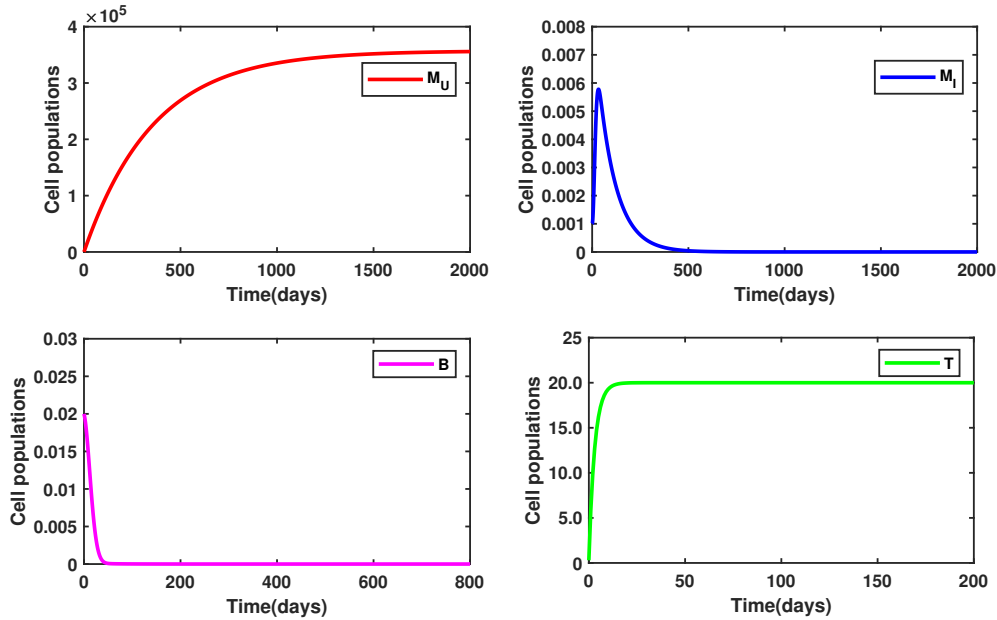 ×10^5
4
3
2
1
0
Cell populations
M_U
0 500 1000 1500 2000
Time(days)
0.008
0.007
0.006
0.005
0.004
0.003
0.002
0.001
0
Cell populations
M_I
0 500 1000 1500 2000
Time(days)
0.03
0.025
0.02
0.015
0.01
0.005
0
Cell populations
B
0 200 400 600 800
Time(days)
25
20.0
15.0
10.0
5.0
0
Cell populations
T
0 50 100 150 200
Time(days)